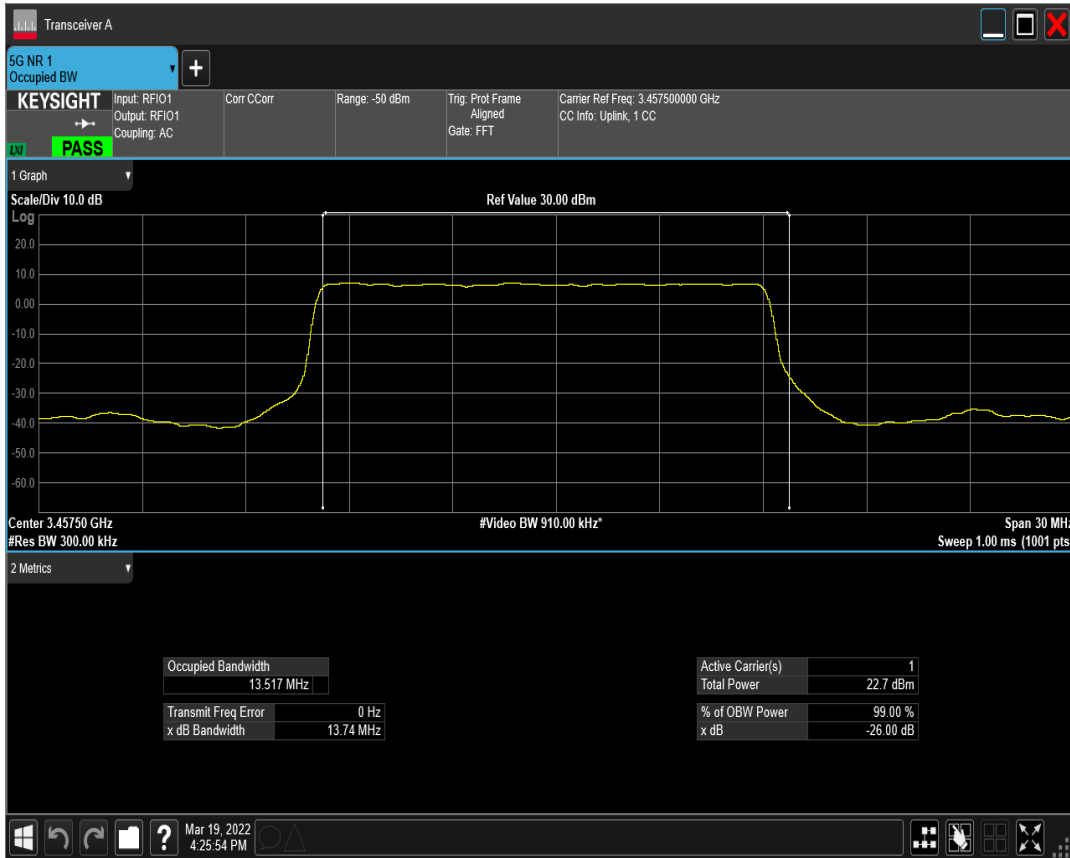 Transceiver A
5G NR 1
Occupied BW
+
KEYSIGHT
LXI
PASS
Input: RFIO1
Output: RFIO1
Coupling: AC
Corr CCorr
Range: -50 dBm
Trig: Prot Frame
Aligned
Gate: FFT
Carrier Ref Freq: 3.457500000 GHz
CC Info: Uplink, 1 CC
1 Graph
Scale/Div 10.0 dB
Ref Value 30.00 dBm
Log
20.0
10.0
0.00
-10.0
-20.0
-30.0
-40.0
-50.0
-60.0
Center 3.45750 GHz
#Video BW 910.00 kHz*
Span 30 MHz
#Res BW 300.00 kHz
Sweep 1.00 ms (1001 pts
2 Metrics
Occupied Bandwidth
13.517 MHz
Transmit Freq Error 0 Hz
x dB Bandwidth 13.74 MHz
Active Carrier(s) 1
Total Power 22.7 dBm
% of OBW Power 99.00 %
x dB -26.00 dB
?
Mar 19, 2022
4:25:54 PM